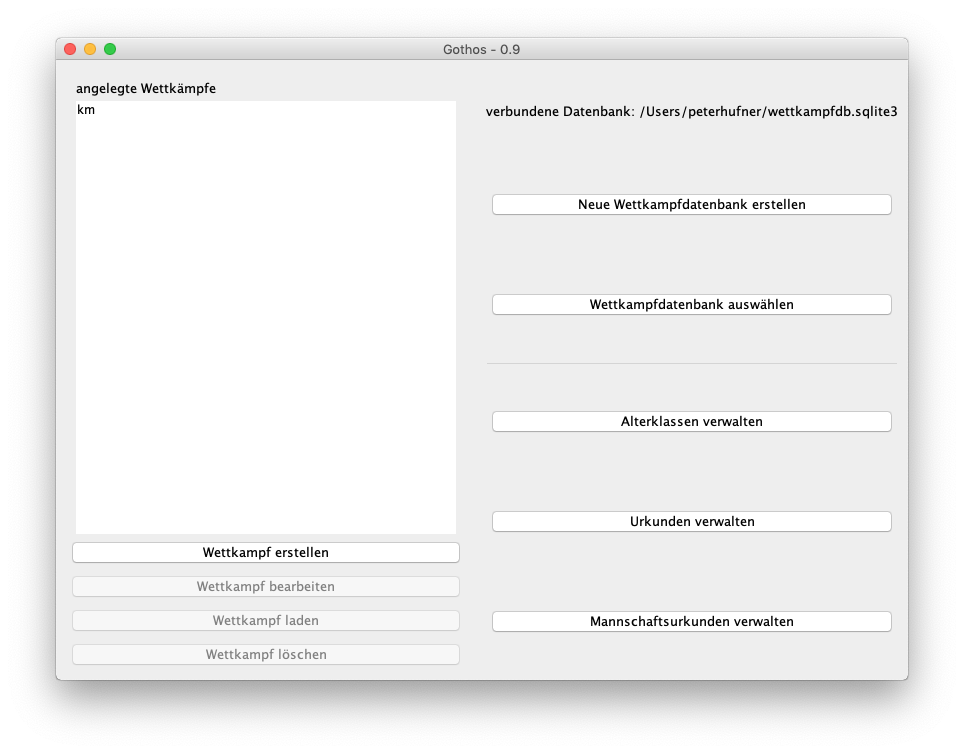 Gothos - 0.9
angelegte Wettkämpfe
km
Wettkampf erstellen
Wettkampf bearbeiten
Wettkampf laden
Wettkampf löschen
verbundene Datenbank: /Users/peterhufner/wettkampfdb.sqlite3
Neue Wettkampfdatenbank erstellen
Wettkampfdatenbank auswählen
Alterklassen verwalten
Urkunden verwalten
Mannschaftsurkunden verwalten